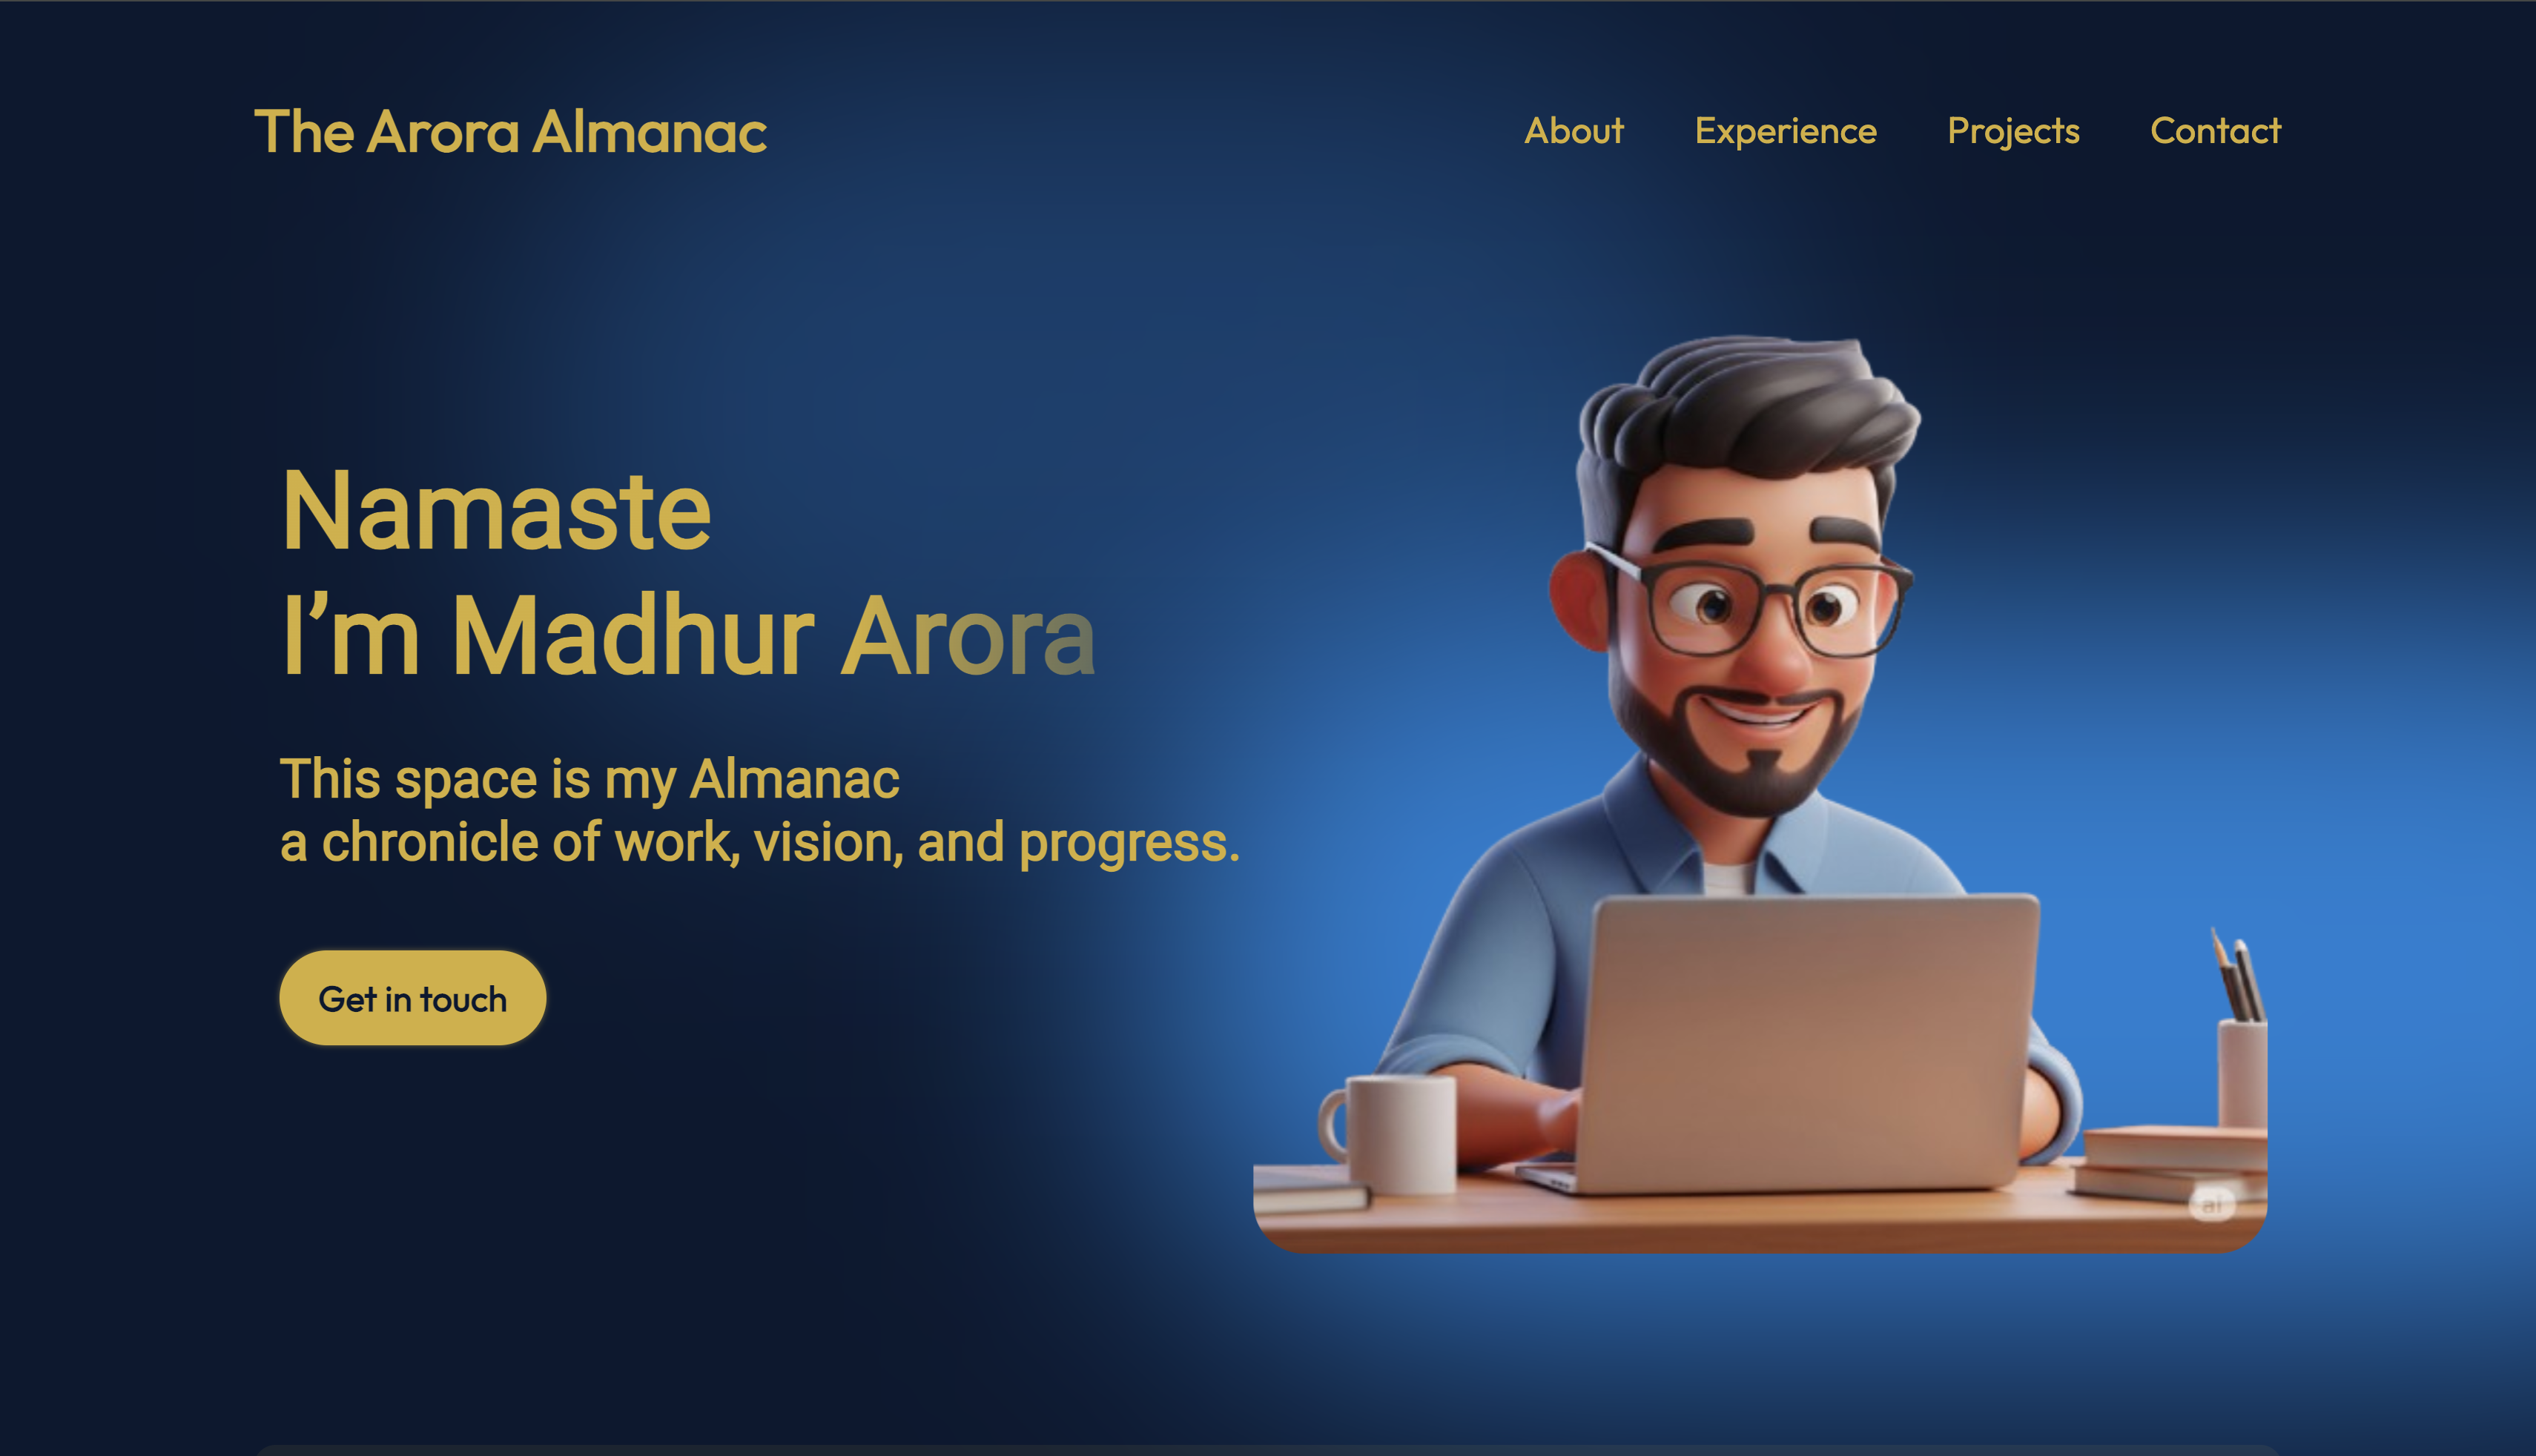 The Arora Almanac
About Experience Projects Contact
Namaste
I’m Madhur Arora
This space is my Almanac
a chronicle of work, vision, and progress.
Get in touch
ai